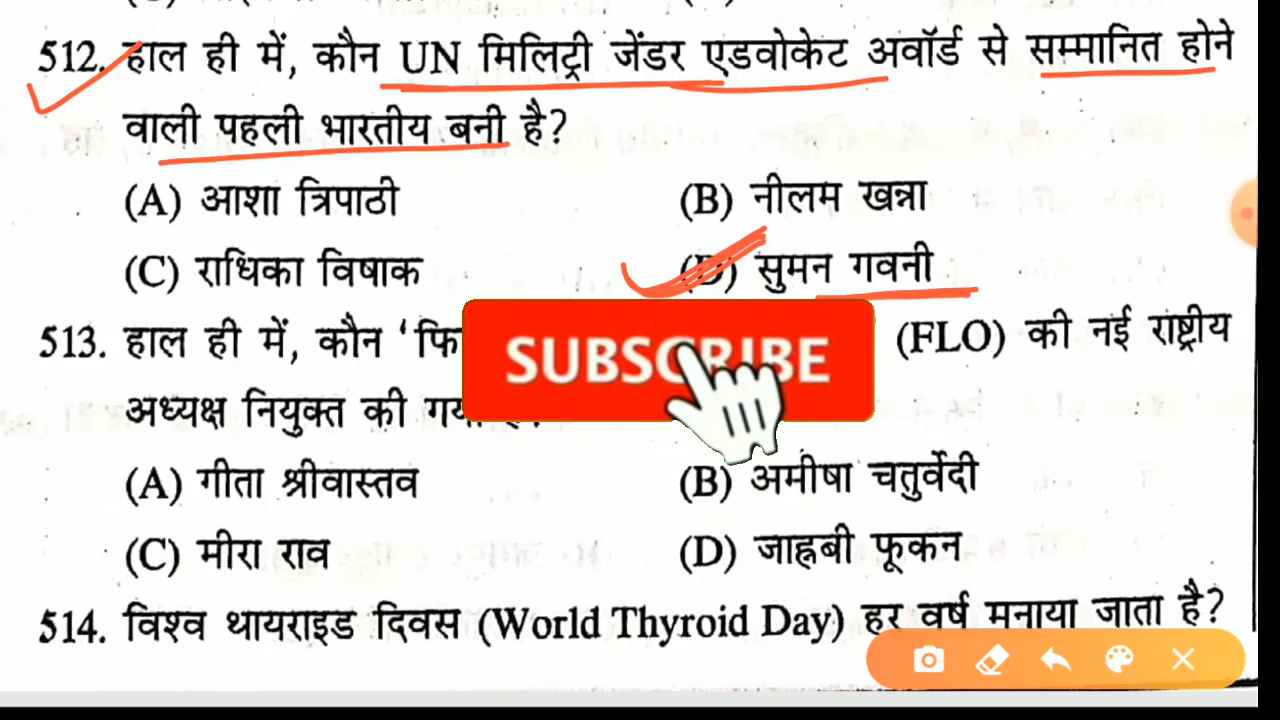 512. हाल ही में, कौन UN मिलिट्री जेंडर एडवोकेट अवॉर्ड से सम्मानित होने
वाली पहली भारतीय बनी है?
(A) आशा त्रिपाठी (B) नीलम खन्ना
(C) राधिका विषाक (D) सुमन गवनी
513. हाल ही में, कौन (FLO) की नई राष्ट्रीय
SUBSCRIBE
अध्यक्ष नियुक्त की
(A) गीता श्रीवास्तव (B) अमीषा चतुर्वेदी
(C) मीरा राव (D) जाह्नबी फूकन
514. विश्व थायराइड दिवस (World Thyroid Day) हर वर्ष मनाया जाता है?